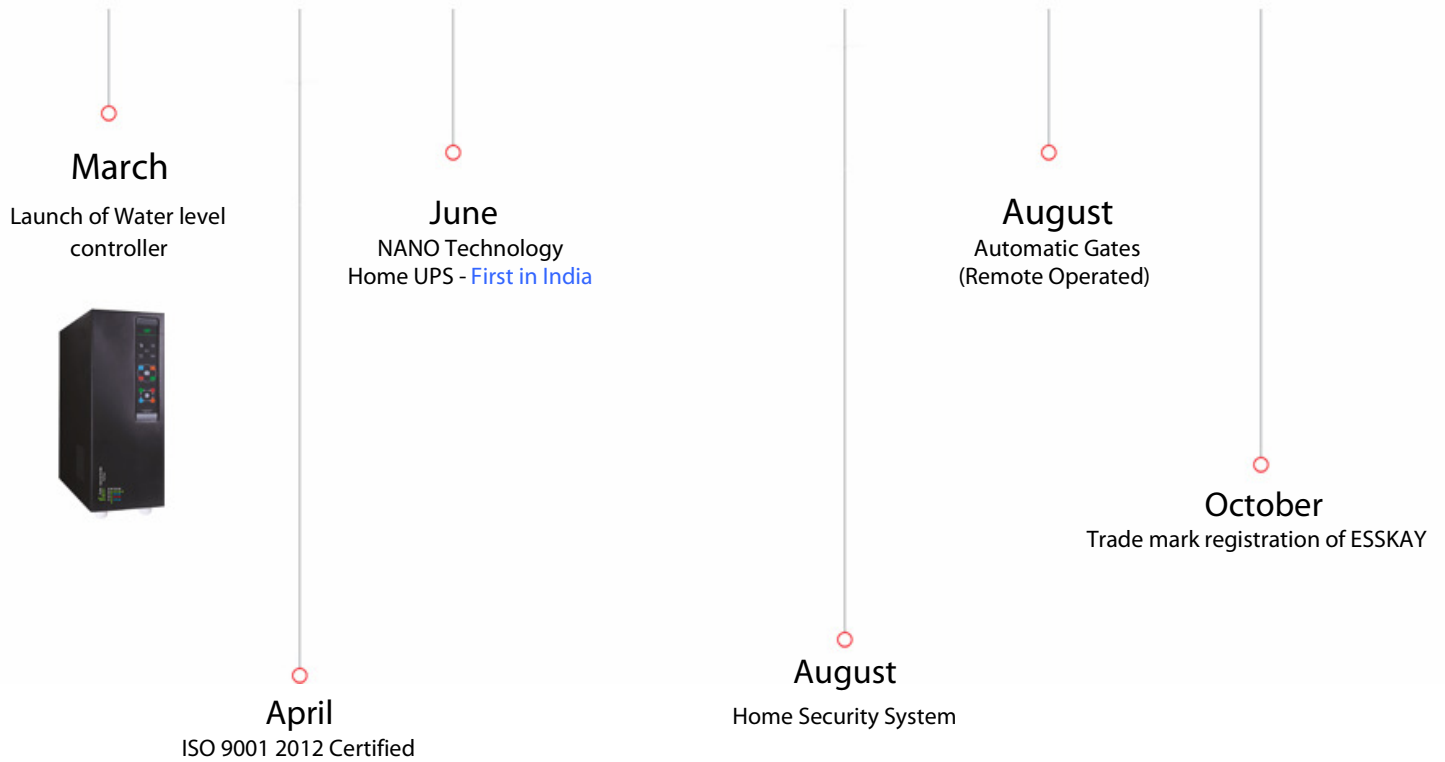 March
Launch of Water level
controller
April
ISO 9001 2012 Certified
June
NANO Technology
Home UPS - First in India
August
Home Security System
August
Automatic Gates
(Remote Operated)
October
Trade mark registration of ESSKAY